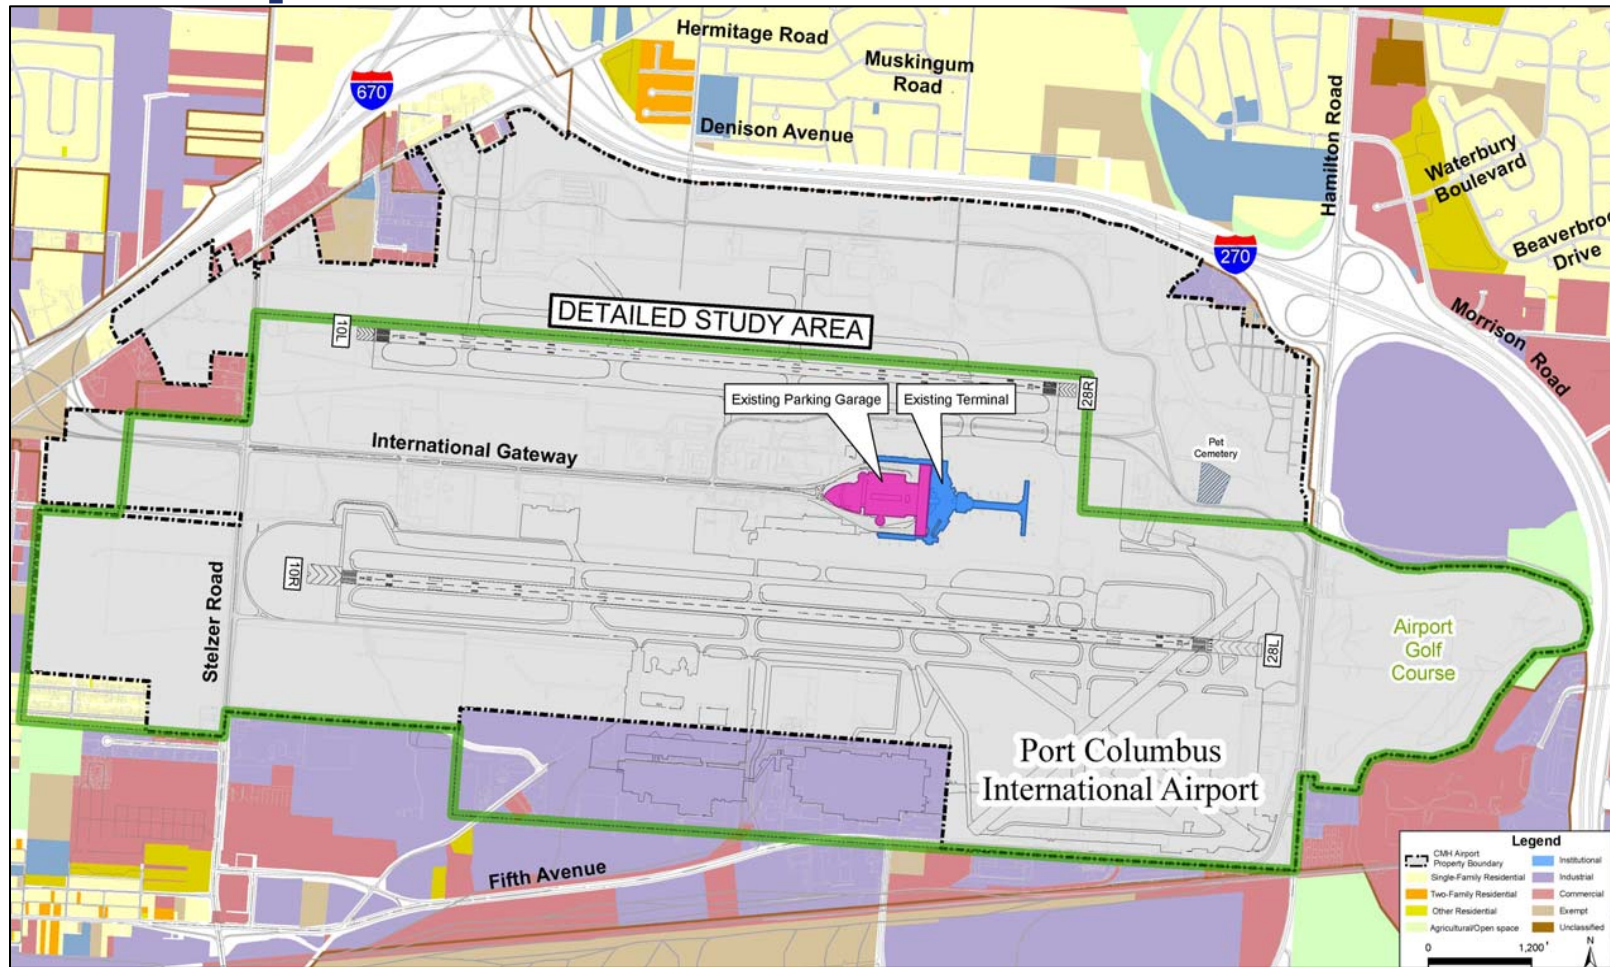 Hermitage Road
Muskingum
Road
670
Denison Avenue
Hamilton Road
Waterbury
Boulevard
Beaverbroo
Drive
270
DETAILED STUDY AREA
10L
Morrison Road
28R
Existing Parking Garage
Existing Terminal
International Gateway
Pet
Cemetery
10R
Stelzer Road
28L
Airport
Golf
Course
Port Columbus
International Airport
Fifth Avenue
Legend
CMH Airport
Property Boundary
Single-Family Residential
Two-Family Residential
Other Residential
Agricultural/Open space
Institutional
Industrial
Commercial
Exempt
Unclassified
0
1,200'
N